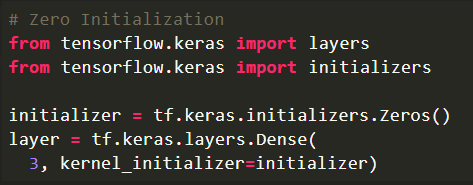 # Zero Initialization
from tensorflow.keras import layers
from tensorflow.keras import initializers

initializer = tf.keras.initializers.Zeros()
layer = tf.keras.layers.Dense(
  3, kernel_initializer=initializer)